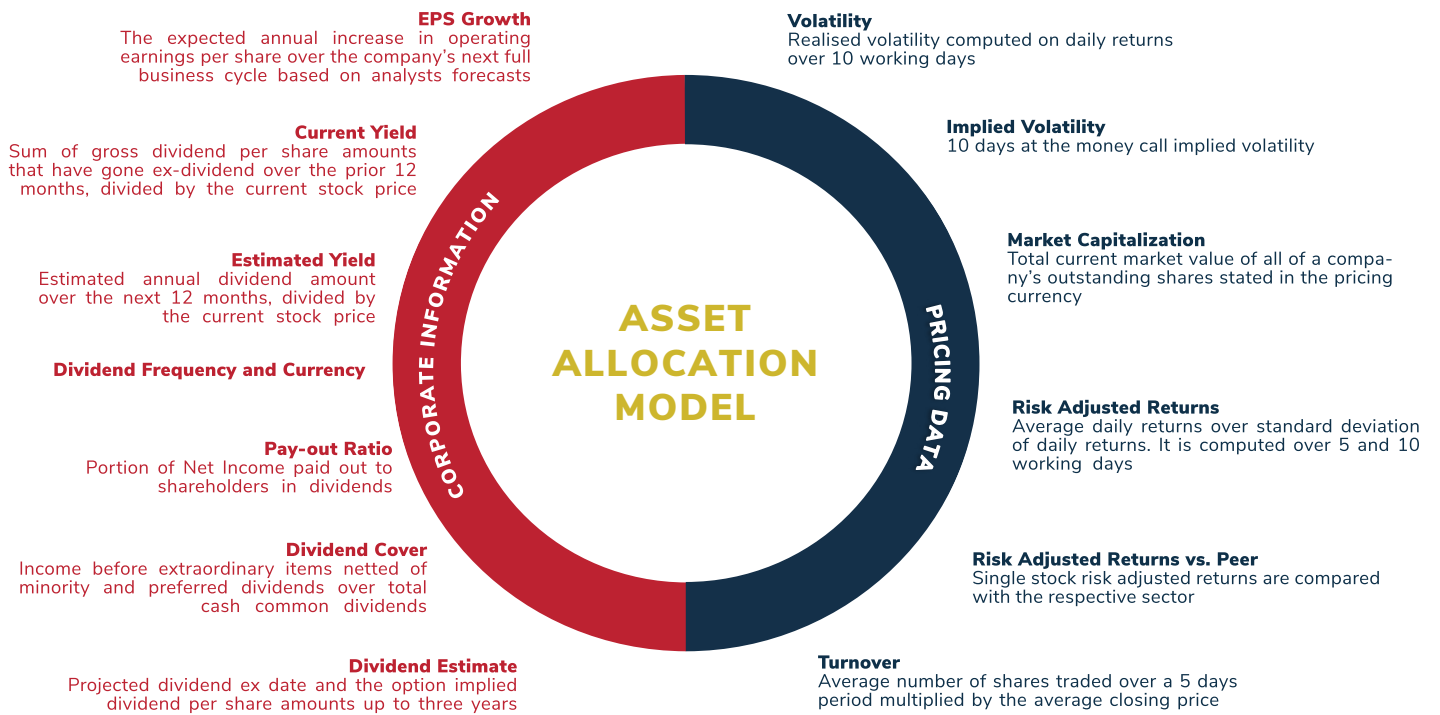 EPS Growth
The expected annual increase in operating
earnings per share over the company's next full
business cycle based on analysts forecasts
Current Yield
Sum of gross dividend per share amounts
that have gone ex-dividend over the prior 12
months, divided by the current stock price
Estimated Yield
Estimated annual dividend amount
over the next 12 months, divided by
the current stock price
Dividend Frequency and Currency
Pay-out Ratio
Portion of Net Income paid out to
shareholders in dividends
Dividend Cover
Income before extraordinary items netted of
minority and preferred dividends over total
cash common dividends
Dividend Estimate
Projected dividend ex date and the option implied
dividend per share amounts up to three years
CORPORATE INFORMATION
ASSET
ALLOCATION
MODEL
PRICING DATA
Volatility
Realised volatility computed on daily returns
over 10 working days
Implied Volatility
10 days at the money call implied volatility
Market Capitalization
Total current market value of all of a compa-
ny's outstanding shares stated in the pricing
currency
Risk Adjusted Returns
Average daily returns over standard deviation
of daily returns. It is computed over 5 and 10
working days
Risk Adjusted Returns vs. Peer
Single stock risk adjusted returns are compared
with the respective sector
Turnover
Average number of shares traded over a 5 days
period multiplied by the average closing price